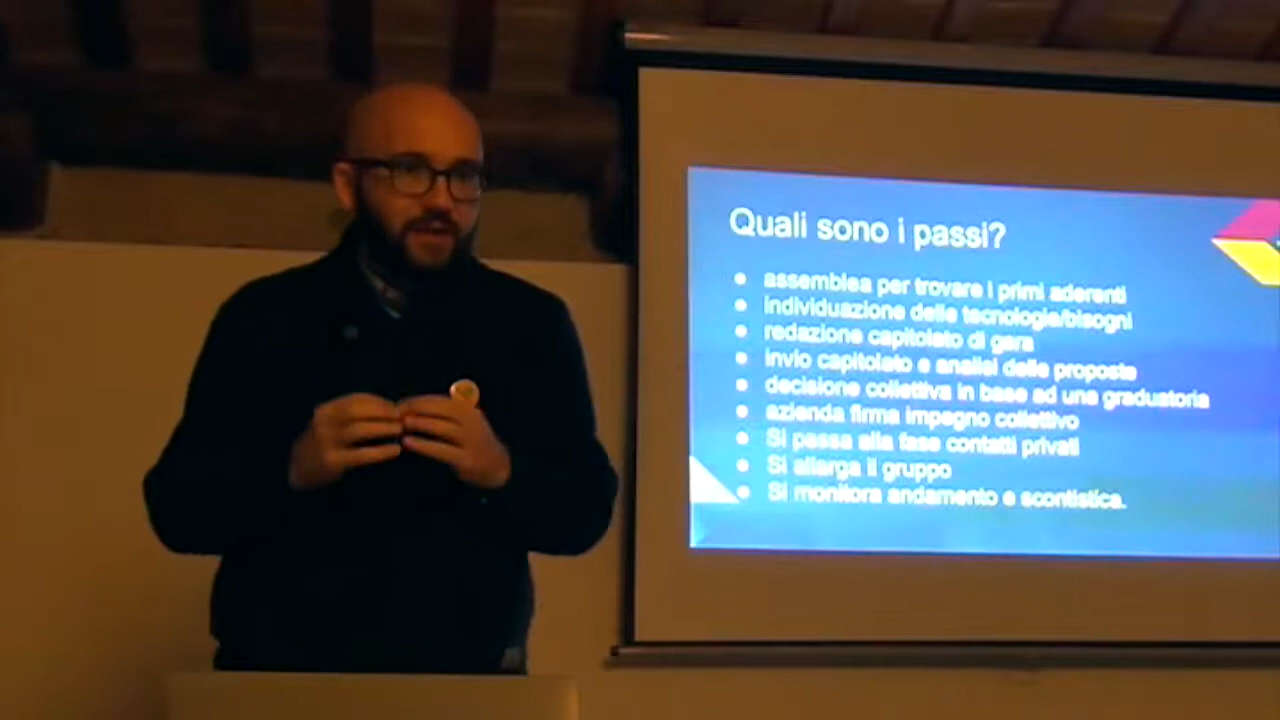 Quali sono i passi?
assemblea per trovare i primi aderenti
individuazione delle tecnologie/bisogni
redazione capitolato di gara
invio capitolato e analisi delle proposte
decisione collettiva in base ad una graduatoria
azienda firma impegno collettivo
Si passa alla fase contatti privati
Si allarga il gruppo
Si monitora andamento e scontistica.